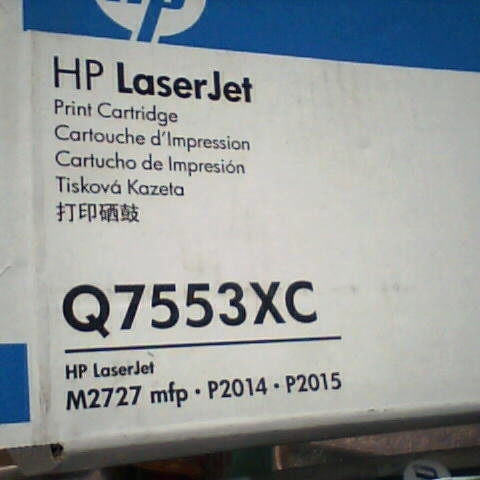 hp
HP LaserJet
Print Cartridge
Cartouche d'Impression
Cartucho de Impresión
Tisková Kazeta
打印硒鼓
Q7553XC
HP LaserJet
M2727 mfp · P2014 · P2015